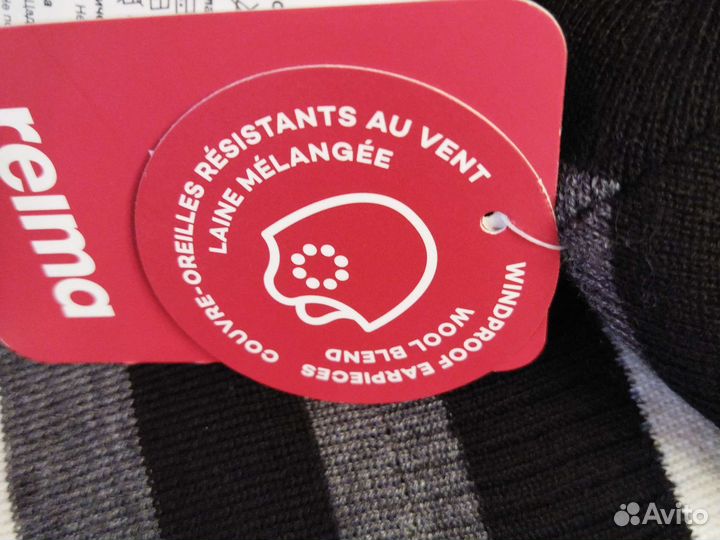 reima
COUVRE-OREILLES RÉSISTANTS AU VENT
LAINE MÉLANGÉE
WINDPROOF EARPIECES
WOOL BLEND
Avito